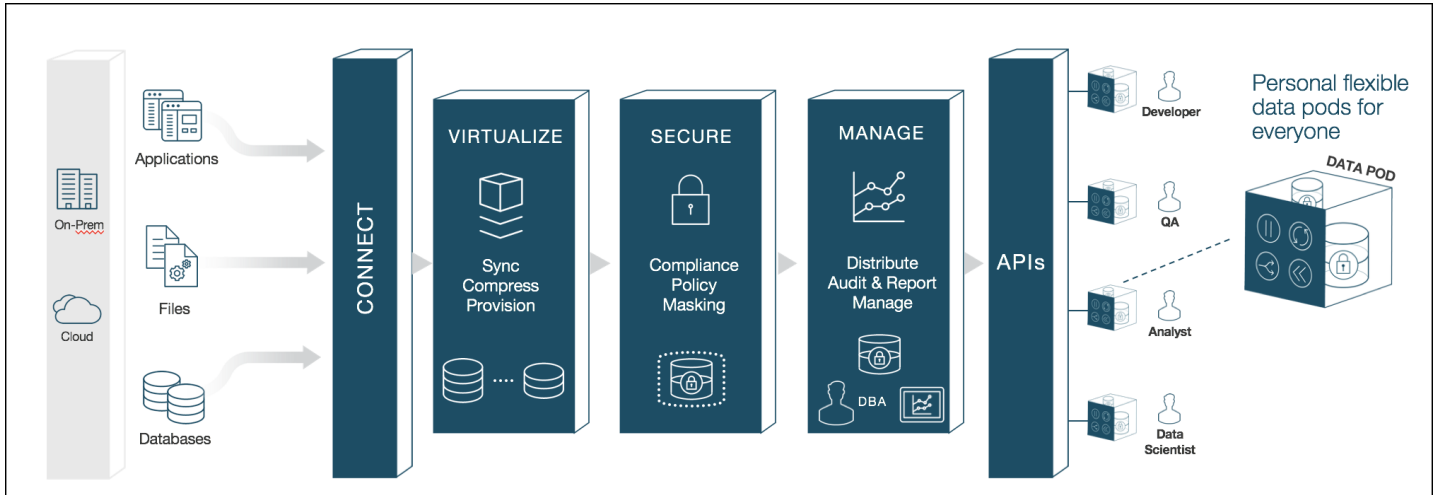 On-Prem
Cloud
Applications
Files
Databases
CONNECT
VIRTUALIZE
Sync
Compress
Provision
SECURE
Compliance
Policy
Masking
MANAGE
Distribute
Audit & Report
Manage
DBA
APIs
Developer
QA
Analyst
Data
Scientist
Personal flexible
data pods for
everyone
DATA POD